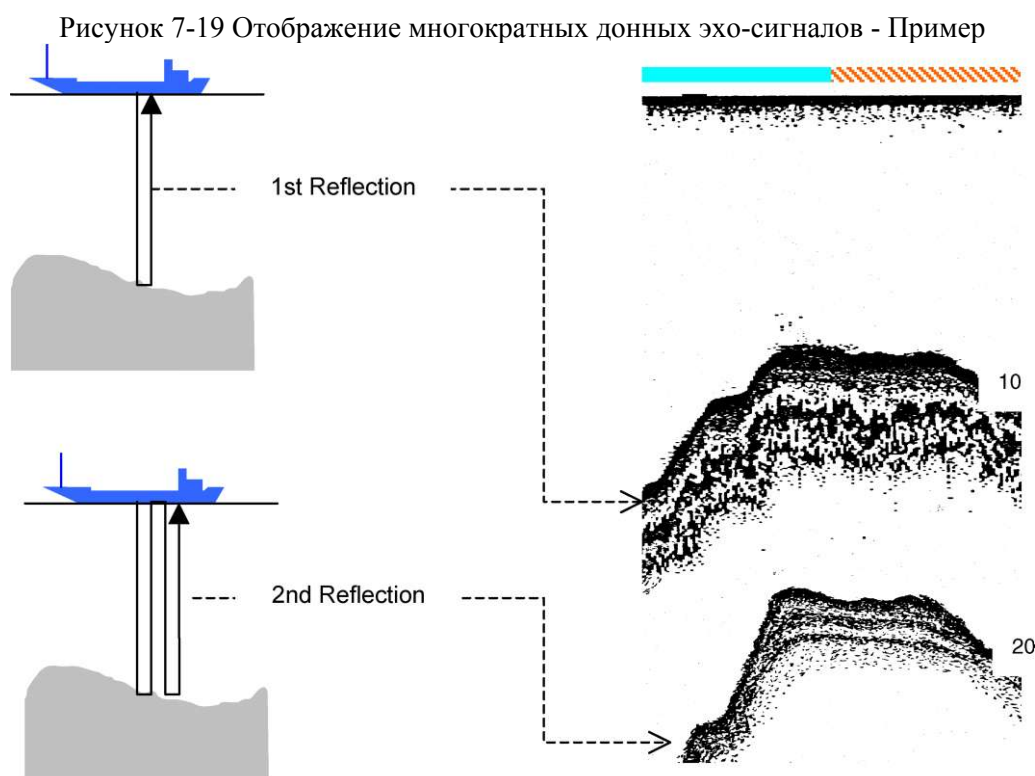 Рисунок 7-19 Отображение многократных донных эхо-сигналов - Пример
1st Reflection
10
2nd Reflection
20